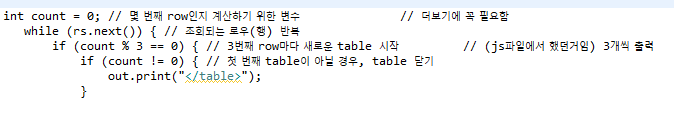 int count = 0; // 몇 번째 row인지 계산하기 위한 변수 // 더보기에 꼭 필요함
while (rs.next()) { // 조회되는 로우(행) 반복
if (count % 3 == 0) { // 3번째 row마다 새로운 table 시작 // (js파일에서 했던거임) 3개씩 출력
if (count != 0) { // 첫 번째 table이 아닐 경우, table 닫기
out.print("</table>");
}